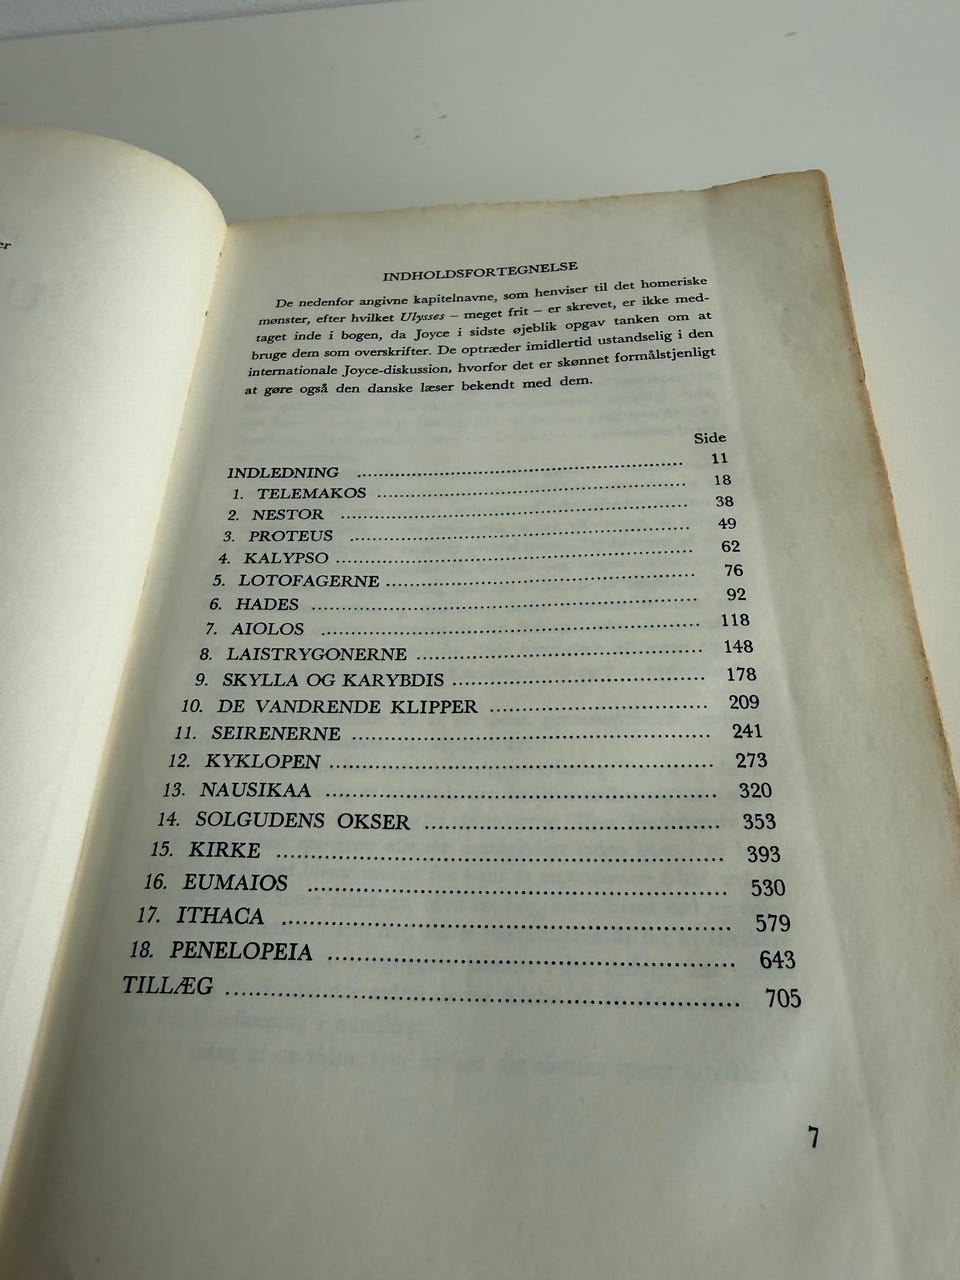 er
U
INDHOLDSFORTEGNELSE
De nedenfor angivne kapitelnavne, som henviser til det homeriske
mønster, efter hvilket Ulysses – meget frit – er skrevet, er ikke med-
taget inde i bogen, da Joyce i sidste øjeblik opgav tanken om at
bruge dem som overskrifter. De optræder imidlertid ustandselig i den
internationale Joyce-diskussion, hvorfor det er skønnet formålstjenligt
at gøre også den danske læser bekendt med dem.
Side
INDLEDNING ........ 11
1. TELEMAKOS ........ 18
2. NESTOR ........ 38
3. PROTEUS ........ 49
4. KALYPSO ........ 62
5. LOTOFAGERNE ........ 76
6. HADES ........ 92
7. AIOLOS ........ 118
8. LAISTRYGONERNE ........ 148
9. SKYLLA OG KARYBDIS ........ 178
10. DE VANDRENDE KLIPPER ........ 209
11. SEIRENERNE ........ 241
12. KYKLOPEN ........ 273
13. NAUSIKAA ........ 320
14. SOLGUDENS OKSER ........ 353
15. KIRKE ........ 393
16. EUMAIOS ........ 530
17. ITHACA ........ 579
18. PENELOPEIA ........ 643
TILLÆG ........ 705
7